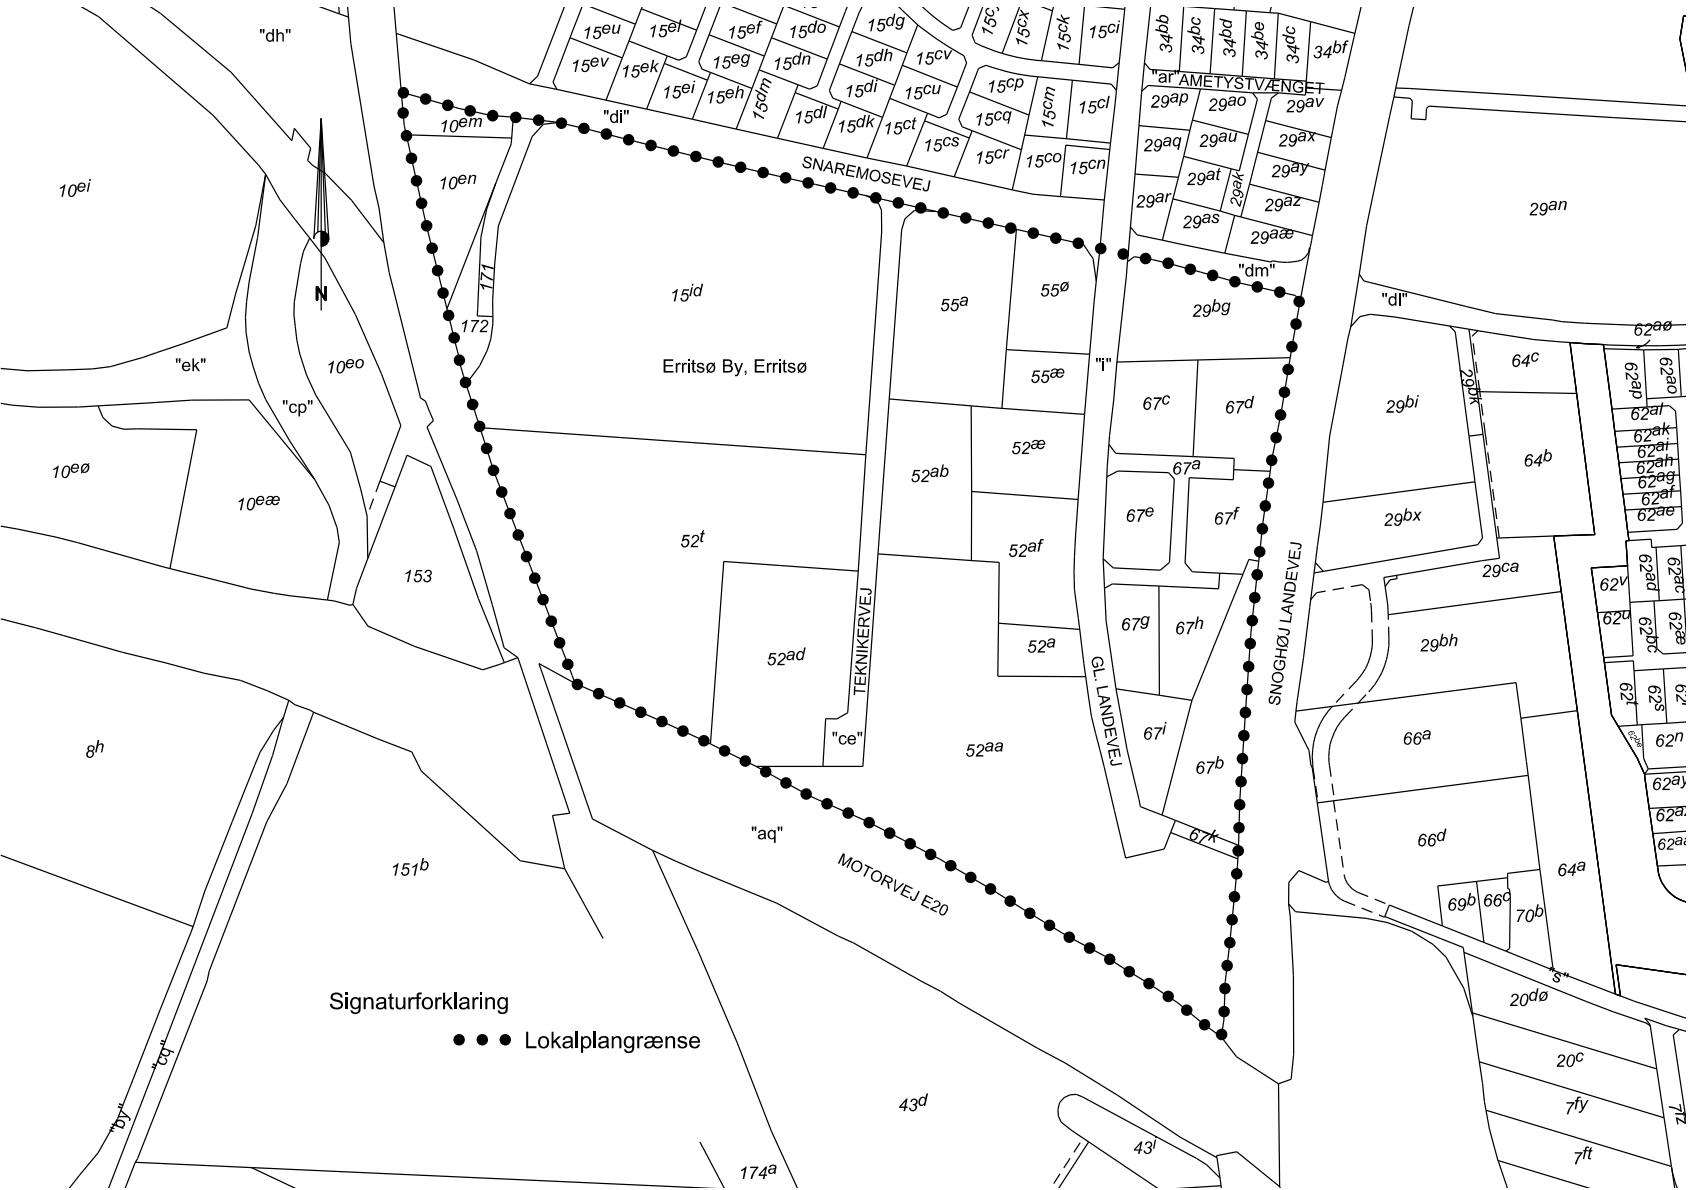 "dh"
15eu
15el
15ef
15do
15dg
15cx
15ck
15ci
34bb
34bc
34bd
34be
34dc
34bf
15ev
15ek
15ei
15eg
15eh
15dn
15dm
15dl
15dh
15di
15dk
15cv
15cu
15ct
15cs
15cp
15cq
15cr
15cm
15co
15cl
15cn
"ar" AMETYSTVÆNGET
29ap
29ao
29av
29aq
29au
29ax
29ay
29at
29ak
29az
29ar
29as
29aæ
29an
10em
"di"
SNAREMOSEVEJ
10ei
10en
171
172
N
15id
55a
55ø
29bg
"dm"
"dl"
62aø
Erritsø By, Erritsø
"ek"
10eo
"cp"
55æ
"i"
67c
67d
29bi
29bk
64c
62ap
62ao
62al
62ak
62ai
62ah
62ag
62af
62ae
10eø
10eæ
52ab
52æ
67a
64b
52t
67e
67f
29bx
52af
153
29ca
62v
62ad
62ac
62u
62bc
62æ
TEKNIKERVEJ
67g
67h
SNOGHØJ LANDEVEJ
29bh
52ad
52a
GL. LANDEVEJ
62t
62s
8h
"ce"
52aa
67i
67b
66a
62be
62n
62ay
"aq"
67k
66d
151b
MOTORVEJ E20
64a
69b
66c
70b
"s"
20dø
Signaturforklaring
Lokalplangrænse
"cq"
"by"
20c
43d
7fy
7fz
43i
174a
7ft